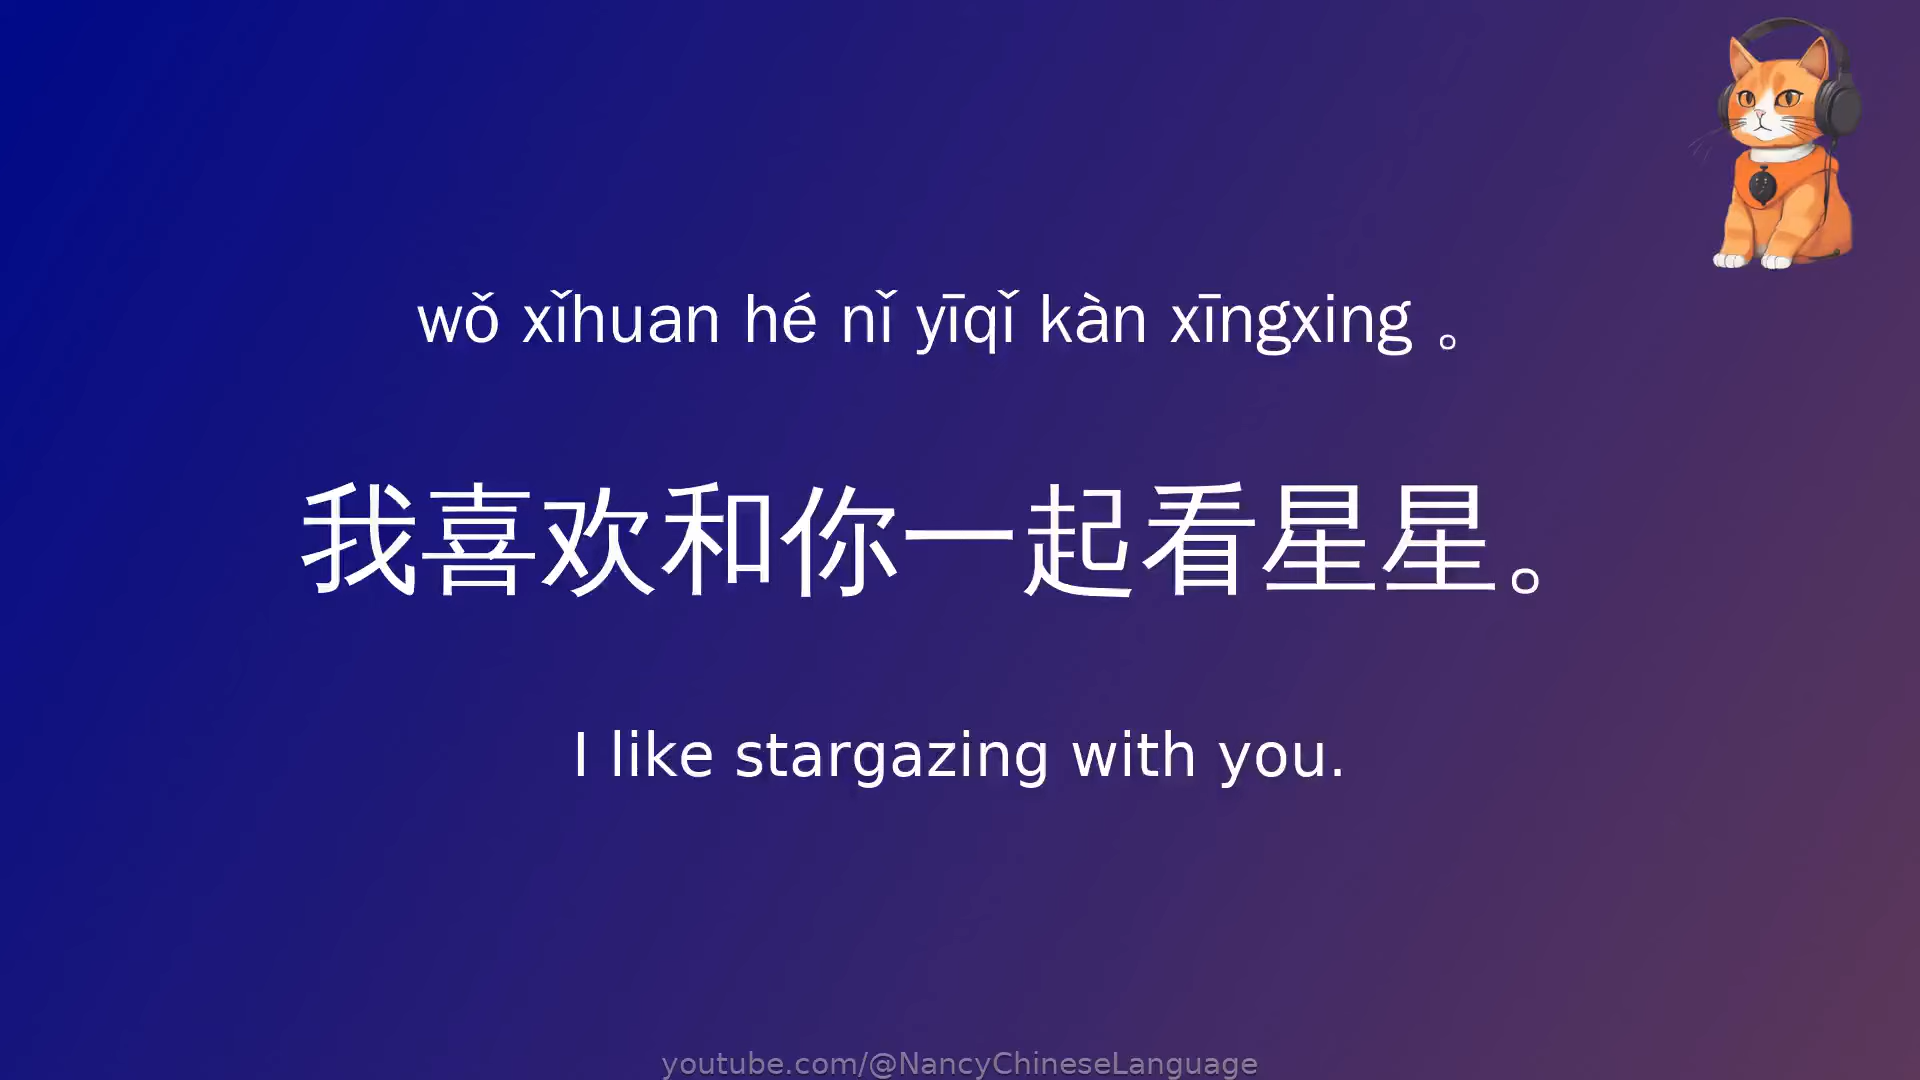 wǒ xǐhuan hé nǐ yīqǐ kàn xīngxing 。
我喜欢和你一起看星星。
I like stargazing with you.
youtube.com/@NancyChineseLanguage